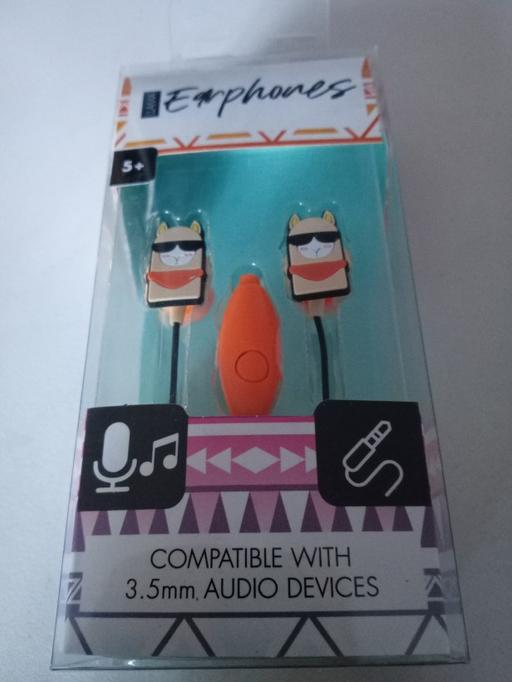 Earphones
5+
COMPATIBLE WITH
3.5mm AUDIO DEVICES